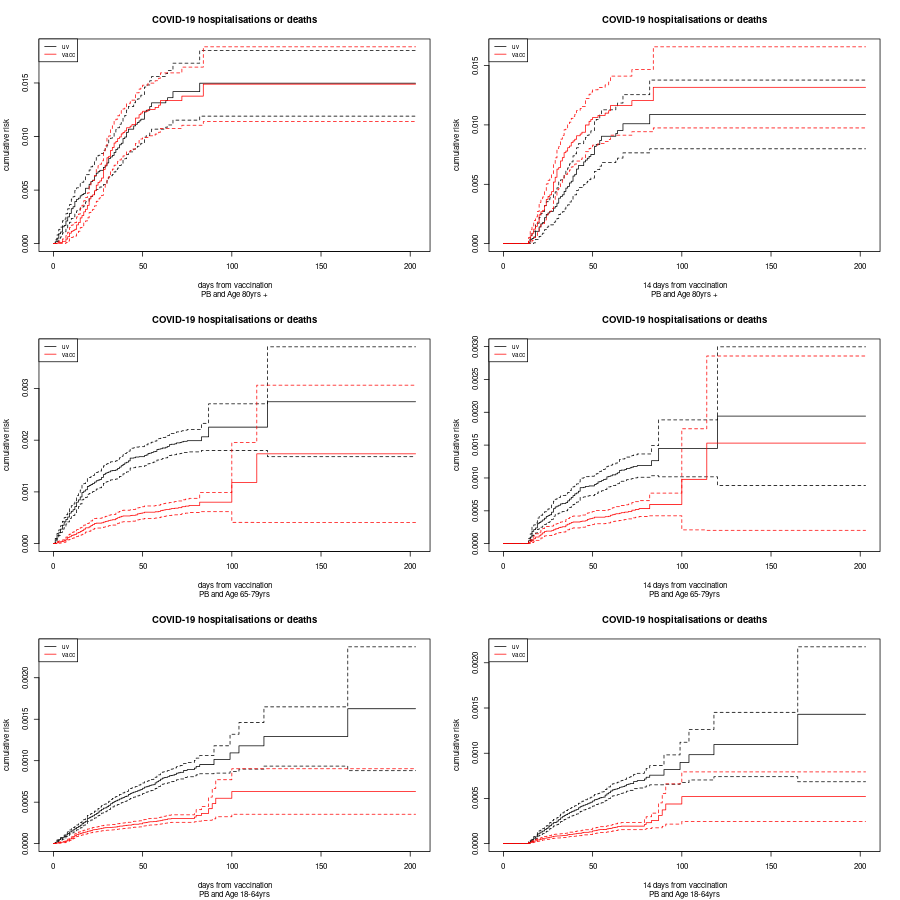 COVID-19 hospitalisations or deaths
uv
vacc
cumulative risk
0.000
0.005
0.010
0.015
0 50 100 150 200
days from vaccination
PB and Age 80yrs +
COVID-19 hospitalisations or deaths
uv
vacc
cumulative risk
0.000
0.005
0.010
0.015
0 50 100 150 200
14 days from vaccination
PB and Age 80yrs +
COVID-19 hospitalisations or deaths
uv
vacc
cumulative risk
0.000
0.001
0.002
0.003
0 50 100 150 200
days from vaccination
PB and Age 65-79yrs
COVID-19 hospitalisations or deaths
uv
vacc
cumulative risk
0.0000
0.0005
0.0010
0.0015
0.0020
0.0025
0.0030
0 50 100 150 200
14 days from vaccination
PB and Age 65-79yrs
COVID-19 hospitalisations or deaths
uv
vacc
cumulative risk
0.0000
0.0005
0.0010
0.0015
0.0020
0 50 100 150 200
days from vaccination
PB and Age 18-64yrs
COVID-19 hospitalisations or deaths
uv
vacc
cumulative risk
0.0000
0.0005
0.0010
0.0015
0.0020
0 50 100 150 200
14 days from vaccination
PB and Age 18-64yrs